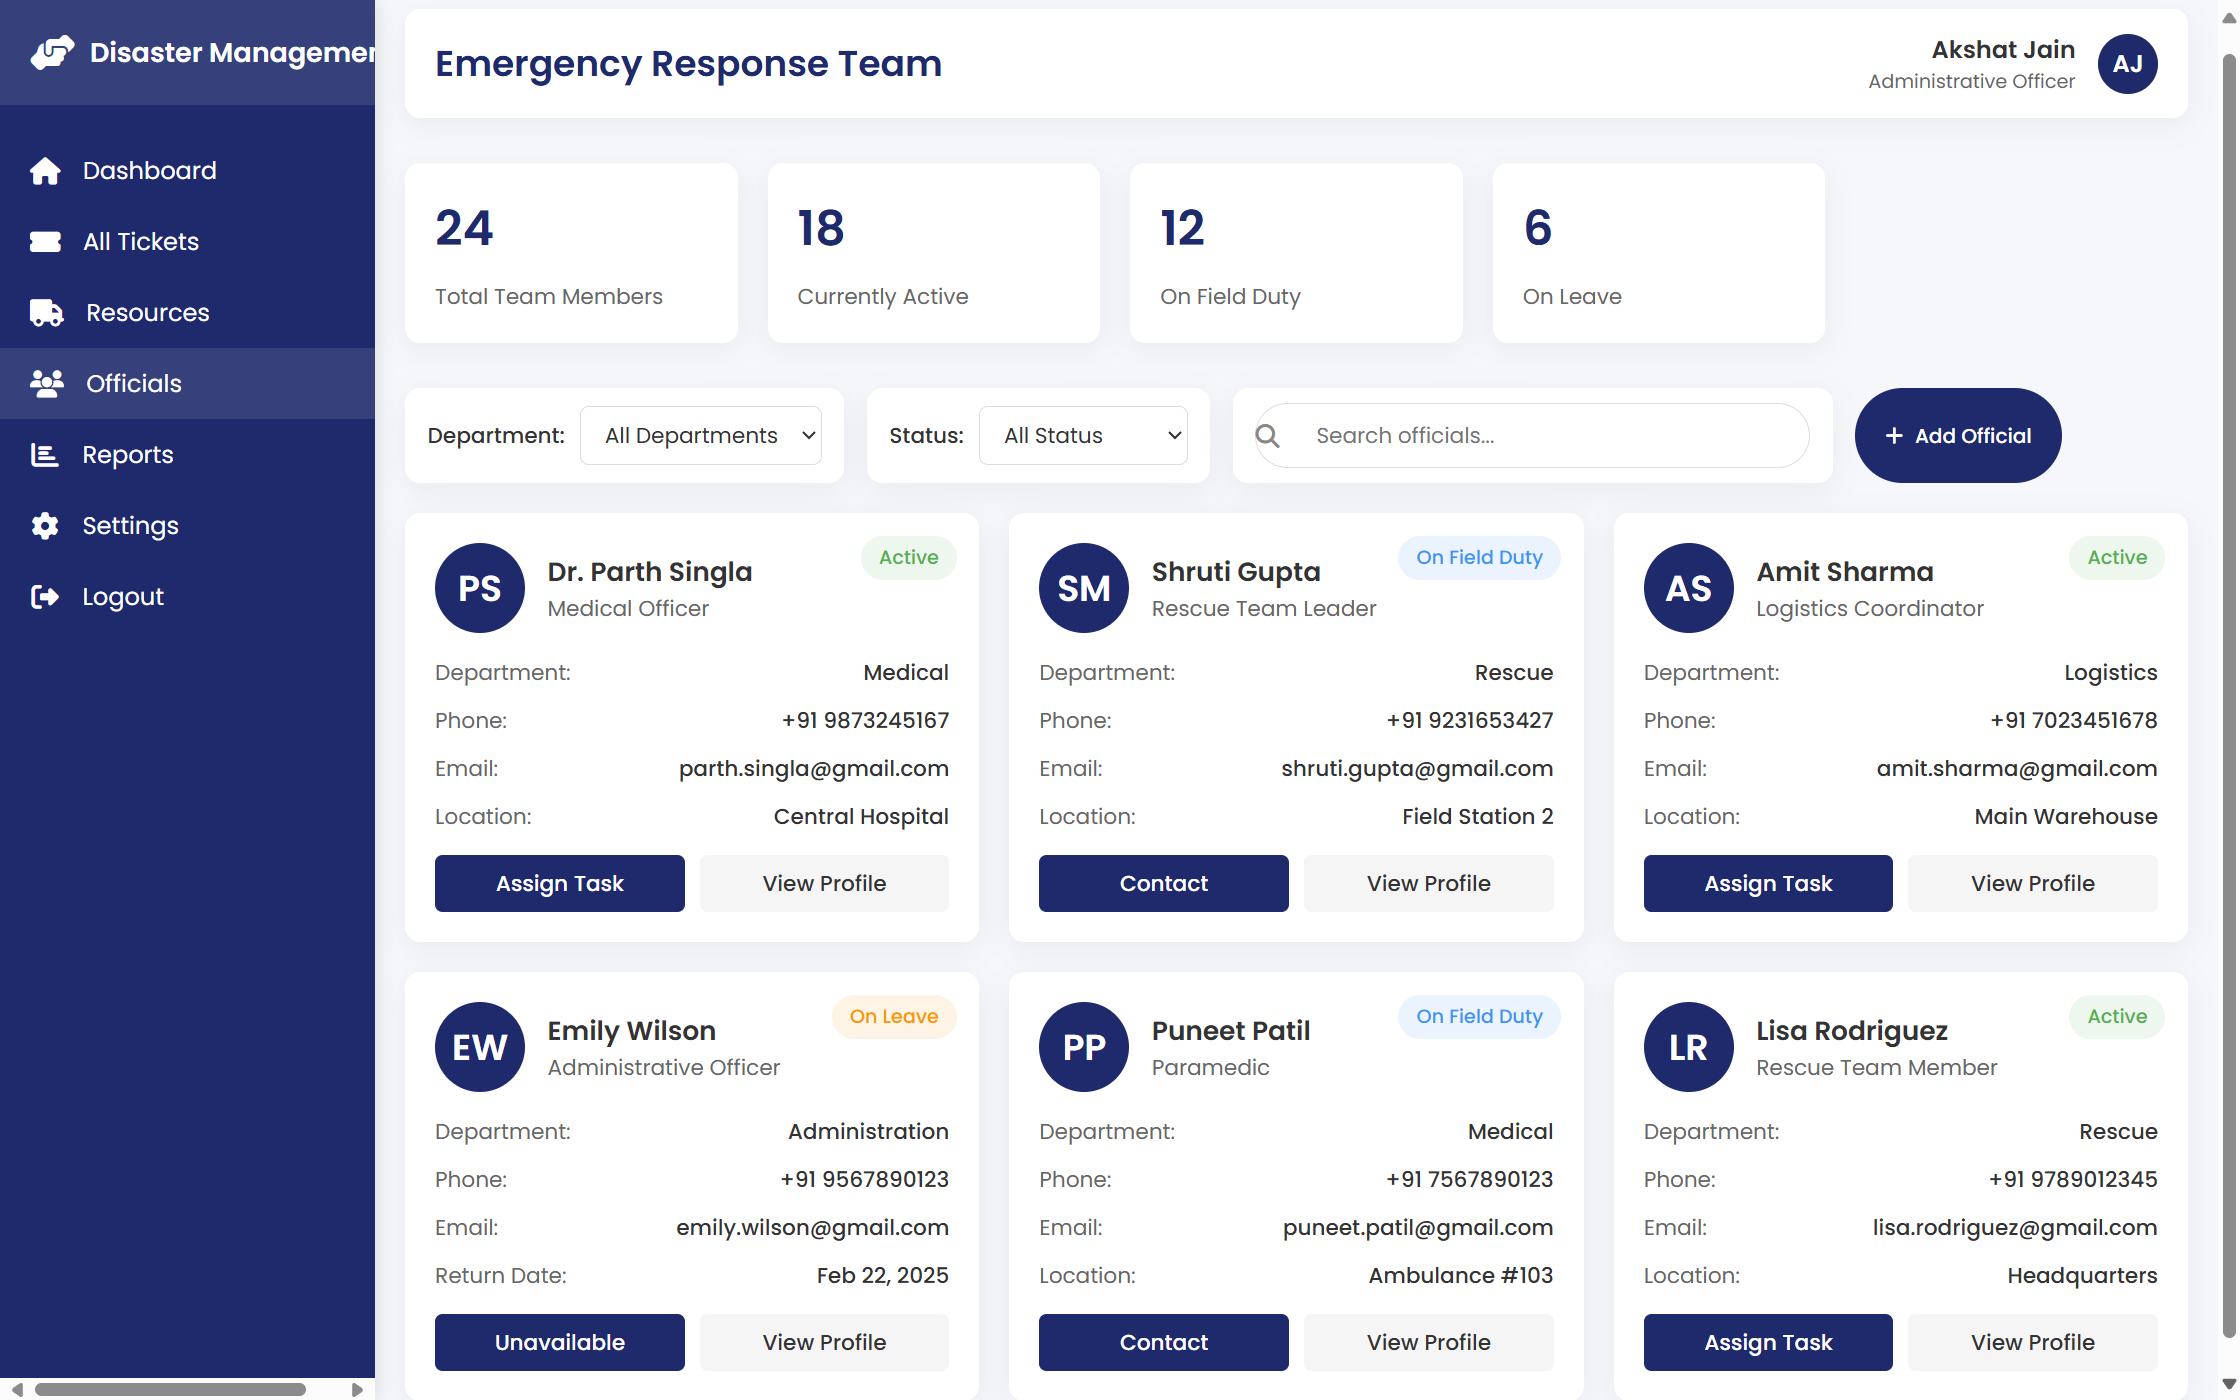 Disaster Managemen
Dashboard
All Tickets
Resources
Officials
Reports
Settings
Logout
Emergency Response Team
Akshat Jain
Administrative Officer
AJ
24
Total Team Members
18
Currently Active
12
On Field Duty
6
On Leave
Department:
All Departments
Status:
All Status
Search officials...
+ Add Official
PS
Dr. Parth Singla
Medical Officer
Active
Department: Medical
Phone: +91 9873245167
Email: parth.singla@gmail.com
Location: Central Hospital
Assign Task
View Profile
SM
Shruti Gupta
Rescue Team Leader
On Field Duty
Department: Rescue
Phone: +91 9231653427
Email: shruti.gupta@gmail.com
Location: Field Station 2
Contact
View Profile
AS
Amit Sharma
Logistics Coordinator
Active
Department: Logistics
Phone: +91 7023451678
Email: amit.sharma@gmail.com
Location: Main Warehouse
Assign Task
View Profile
EW
Emily Wilson
Administrative Officer
On Leave
Department: Administration
Phone: +91 9567890123
Email: emily.wilson@gmail.com
Return Date: Feb 22, 2025
Unavailable
View Profile
PP
Puneet Patil
Paramedic
On Field Duty
Department: Medical
Phone: +91 7567890123
Email: puneet.patil@gmail.com
Location: Ambulance #103
Contact
View Profile
LR
Lisa Rodriguez
Rescue Team Member
Active
Department: Rescue
Phone: +91 9789012345
Email: lisa.rodriguez@gmail.com
Location: Headquarters
Assign Task
View Profile